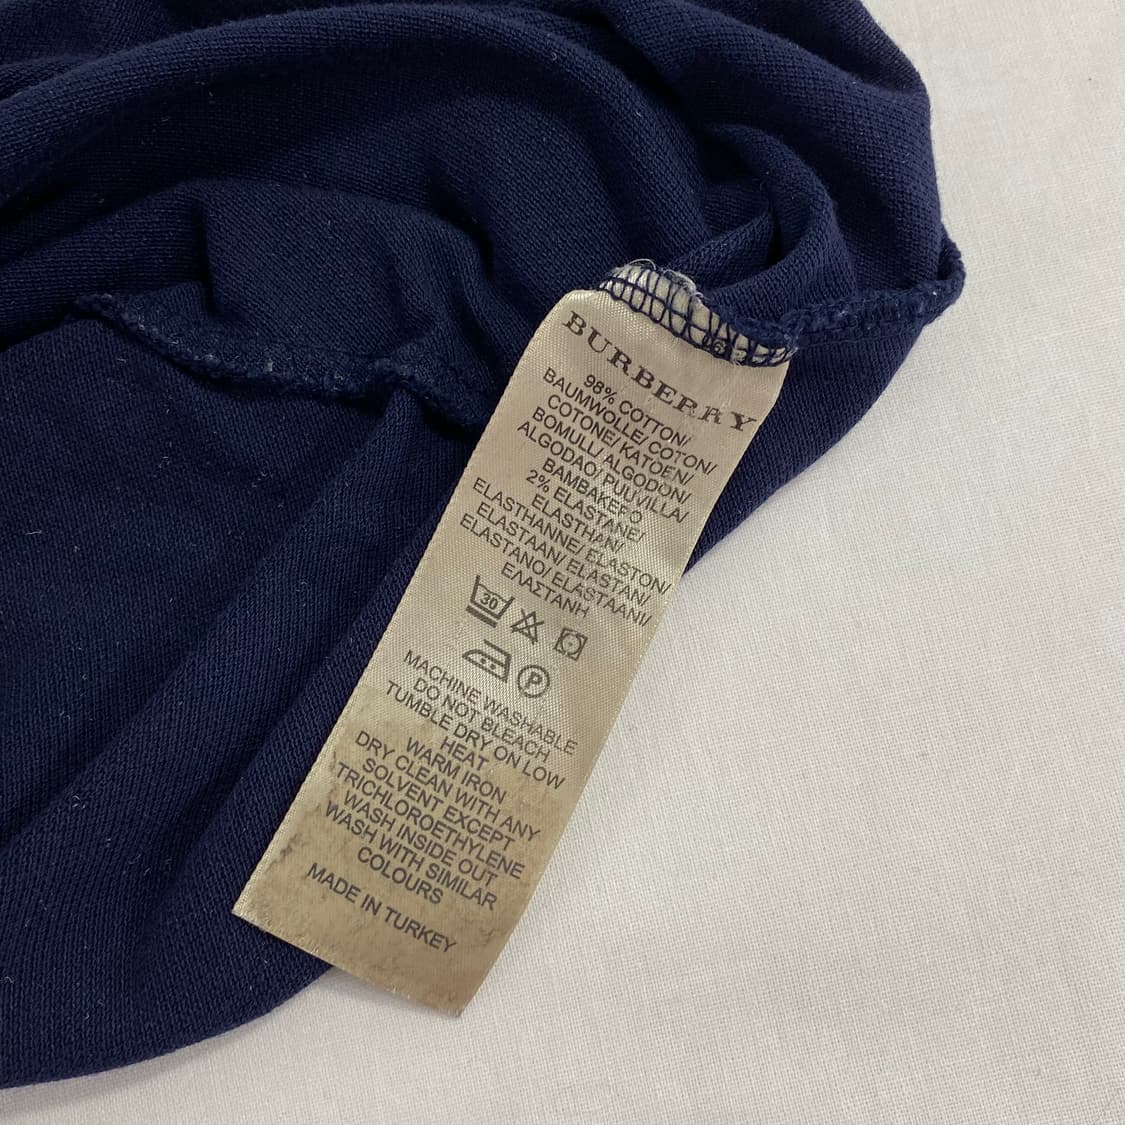 BURBERRY
98% COTTON/
BAUMWOLLE/ COTON/
COTONE/ KATOEN/
BOMULL/ ALGODON/
ALGODAO/ PUUVILLA/
ΒΑΜΒΑΚΕΡΟ
2% ELASTANE/
ELASTHAN/
ELASTHANNE/ ELASTON/
ELASTAAN/ ELASTAN/
ELASTANO/ ELASTAANI/
ΕΛΑΣΤΑΝΗ
30
P
MACHINE WASHABLE
DO NOT BLEACH
TUMBLE DRY ON LOW
HEAT
WARM IRON
DRY CLEAN WITH ANY
SOLVENT EXCEPT
TRICHLOROETHYLENE
WASH INSIDE OUT
WASH WITH SIMILAR
COLOURS
MADE IN TURKEY